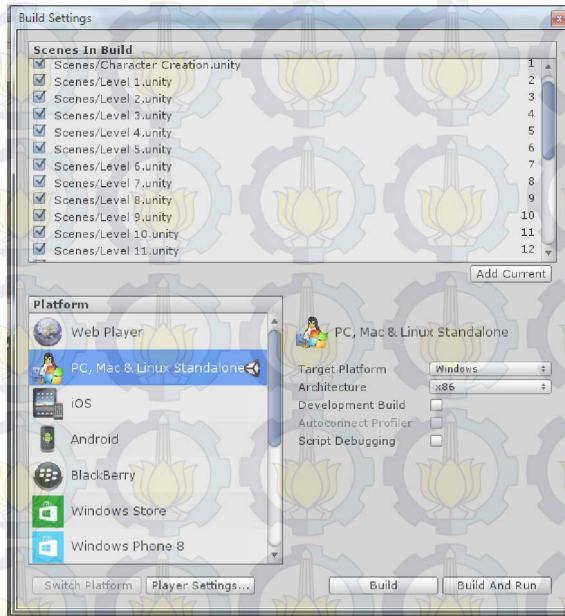 Build Settings
Scenes In Build
Scenes/Character Creation.unity 1
Scenes/Level 1.unity 2
Scenes/Level 2.unity 3
Scenes/Level 3.unity 4
Scenes/Level 4.unity 5
Scenes/Level 5.unity 6
Scenes/Level 6.unity 7
Scenes/Level 7.unity 8
Scenes/Level 8.unity 9
Scenes/Level 9.unity 10
Scenes/Level 10.unity 11
Scenes/Level 11.unity 12
Add Current
Platform
Web Player
PC, Mac & Linux Standalone
iOS
Android
BlackBerry
Windows Store
Windows Phone 8
PC, Mac & Linux Standalone
Target Platform Windows
Architecture x86
Development Build
Autoconnect Profiler
Script Debugging
Switch Platform Player Settings... Build Build And Run